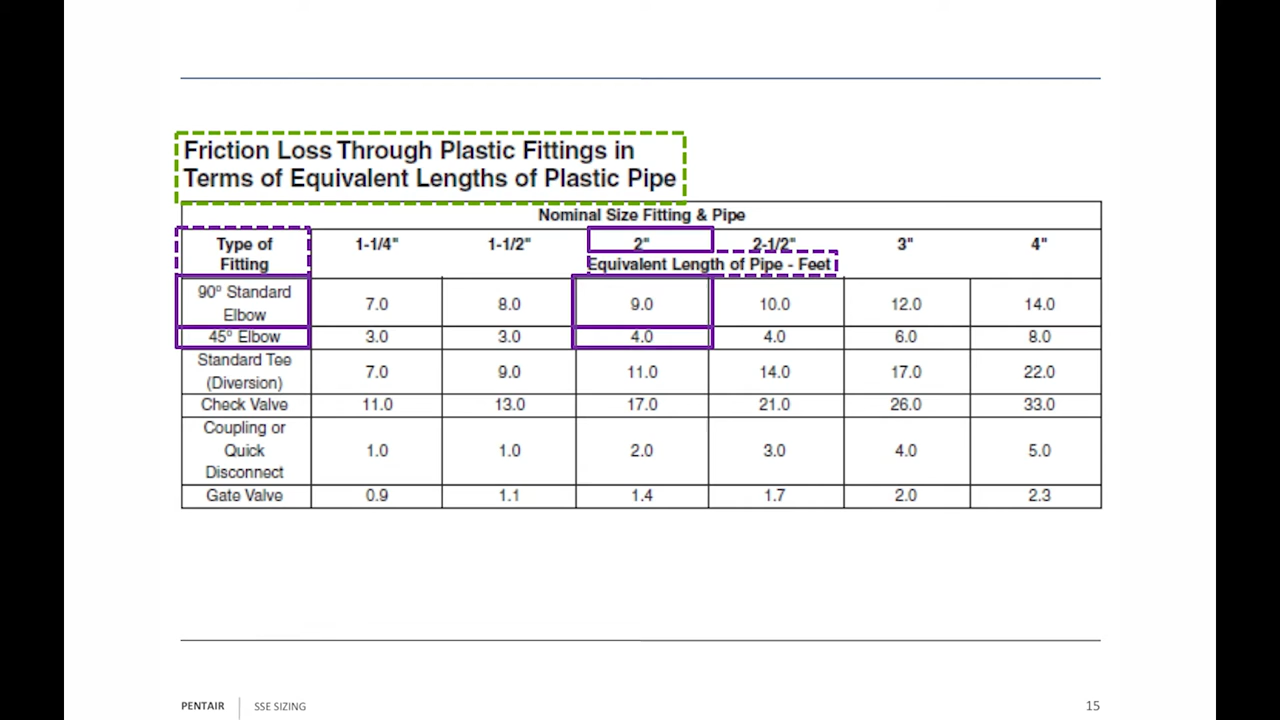 Friction Loss Through Plastic Fittings in
Terms of Equivalent Lengths of Plastic Pipe
Nominal Size Fitting & Pipe
Type of Fitting 1-1/4" 1-1/2" 2" 2-1/2" 3" 4"
Equivalent Length of Pipe - Feet
90º Standard Elbow 7.0 8.0 9.0 10.0 12.0 14.0
45º Elbow 3.0 3.0 4.0 4.0 6.0 8.0
Standard Tee (Diversion) 7.0 9.0 11.0 14.0 17.0 22.0
Check Valve 11.0 13.0 17.0 21.0 26.0 33.0
Coupling or Quick Disconnect 1.0 1.0 2.0 3.0 4.0 5.0
Gate Valve 0.9 1.1 1.4 1.7 2.0 2.3
PENTAIR SSE SIZING 15